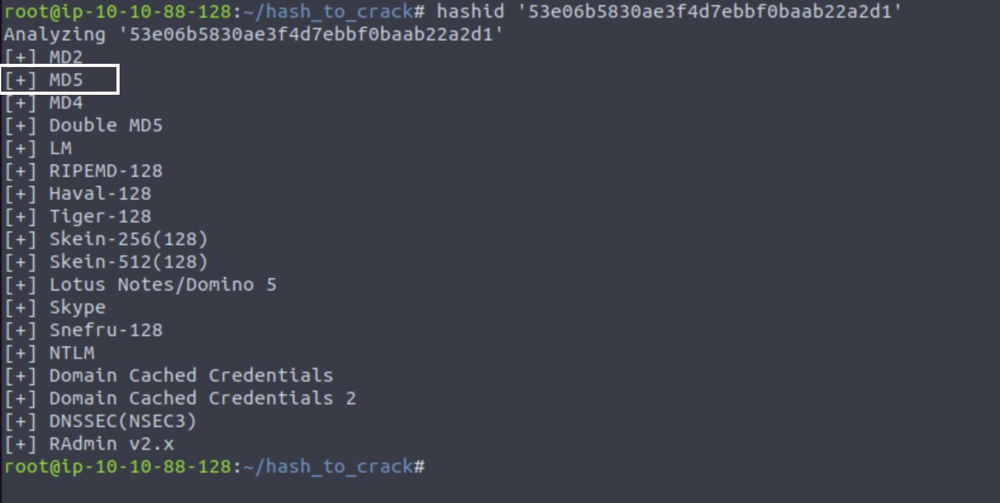 root@ip-10-10-88-128:~/hash_to_crack# hashid '53e06b5830ae3f4d7ebbf0baab22a2d1'
Analyzing '53e06b5830ae3f4d7ebbf0baab22a2d1'
[+] MD2
[+] MD5
[+] MD4
[+] Double MD5
[+] LM
[+] RIPEMD-128
[+] Haval-128
[+] Tiger-128
[+] Skein-256(128)
[+] Skein-512(128)
[+] Lotus Notes/Domino 5
[+] Skype
[+] Snefru-128
[+] NTLM
[+] Domain Cached Credentials
[+] Domain Cached Credentials 2
[+] DNSSEC(NSEC3)
[+] RAdmin v2.x
root@ip-10-10-88-128:~/hash_to_crack#